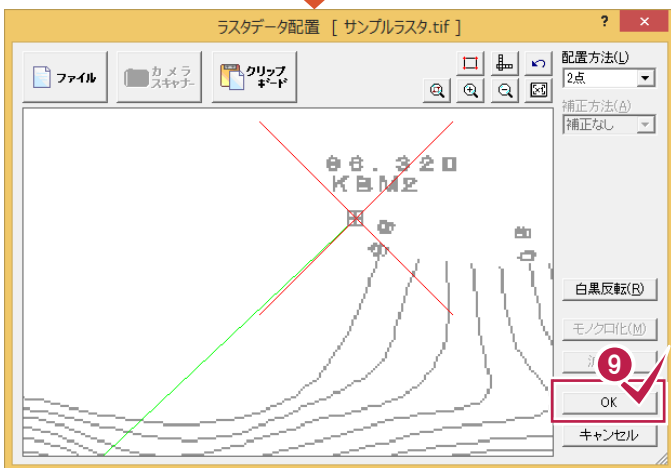 ラスタデータ配置 [ サンプルラスタ.tif ]
?
×
ファイル
カメラ
スキャナー
クリップ
ボード
配置方法(L)
2点
補正方法(A)
補正なし
96.320
KBM2
白黒反転(R)
モノクロ化(M)
9
OK
キャンセル